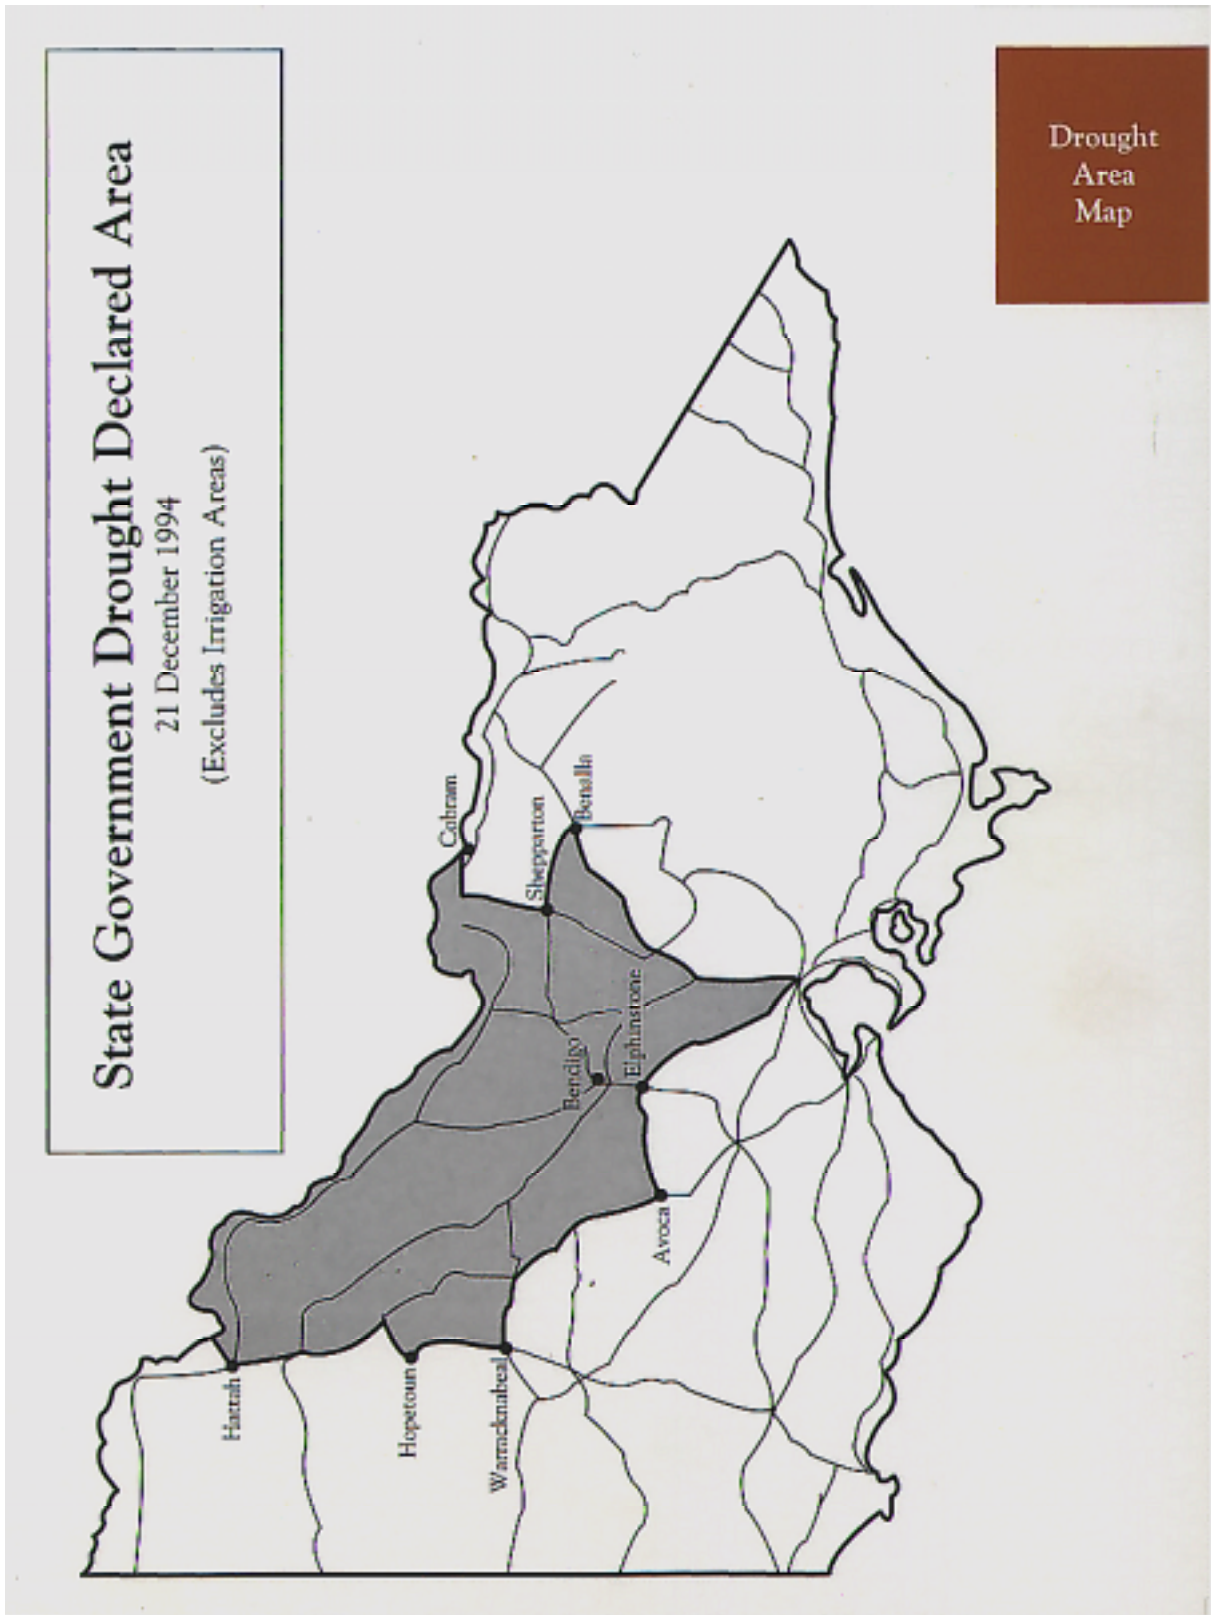 State Government Drought Declared Area
21 December 1994
(Excludes Irrigation Areas)
Drought
Area
Map
Cobram
Shepparton
Benalla
Bendigo
Elphinstone
Avoca
Hattah
Hopetoun
Warracknabeal